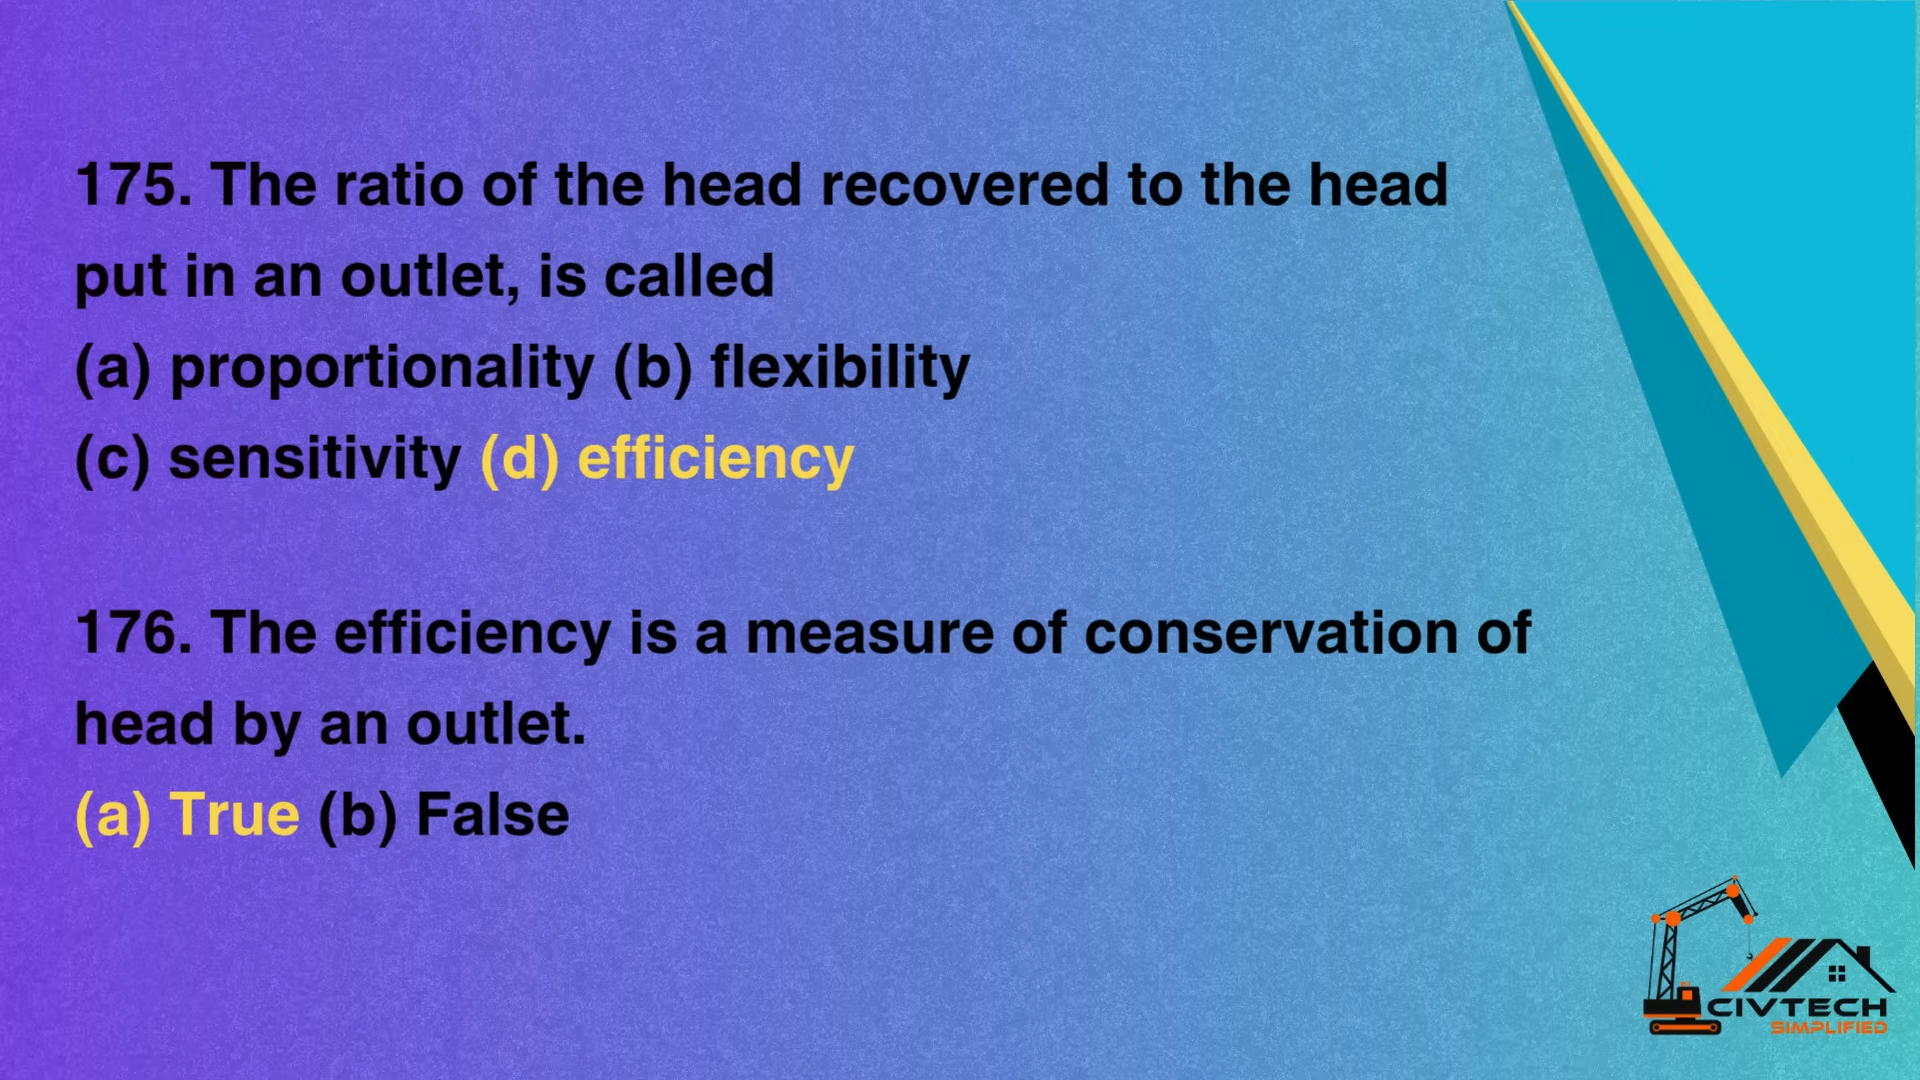 175. The ratio of the head recovered to the head
put in an outlet, is called
(a) proportionality (b) flexibility
(c) sensitivity (d) efficiency
176. The efficiency is a measure of conservation of
head by an outlet.
(a) True (b) False
CIVTECH
SIMPLIFIED